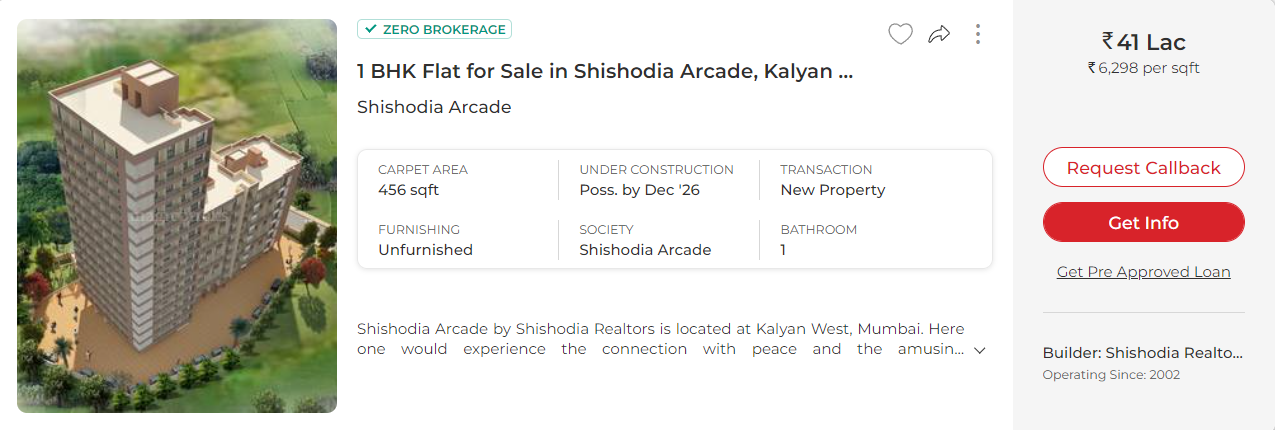 ZERO BROKERAGE
1 BHK Flat for Sale in Shishodia Arcade, Kalyan ...
Shishodia Arcade
CARPET AREA
456 sqft
UNDER CONSTRUCTION
Poss. by Dec '26
TRANSACTION
New Property
FURNISHING
Unfurnished
SOCIETY
Shishodia Arcade
BATHROOM
1
Shishodia Arcade by Shishodia Realtors is located at Kalyan West, Mumbai. Here
one would experience the connection with peace and the amusin...
₹41 Lac
₹6,298 per sqft
Request Callback
Get Info
Get Pre Approved Loan
Builder: Shishodia Realto...
Operating Since: 2002